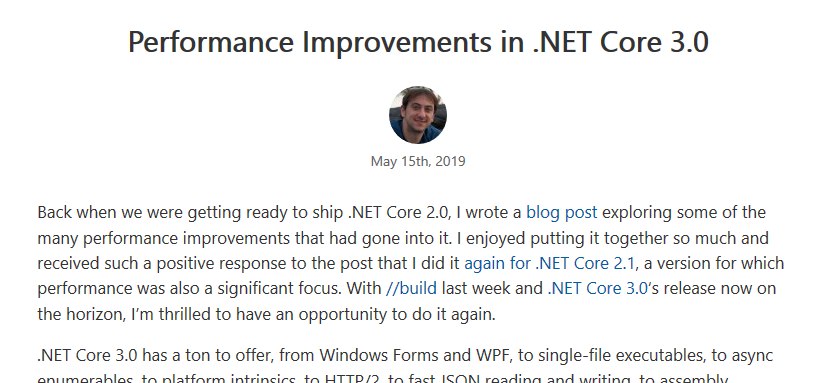 Performance Improvements in .NET Core 3.0
May 15th, 2019
Back when we were getting ready to ship .NET Core 2.0, I wrote a blog post exploring some of the
many performance improvements that had gone into it. I enjoyed putting it together so much and
received such a positive response to the post that I did it again for .NET Core 2.1, a version for which
performance was also a significant focus. With //build last week and .NET Core 3.0‘s release now on
the horizon, I’m thrilled to have an opportunity to do it again.
.NET Core 3.0 has a ton to offer, from Windows Forms and WPF, to single-file executables, to async
enumerables, to platform intrinsics, to HTTP/2, to fast JSON reading and writing, to assembly